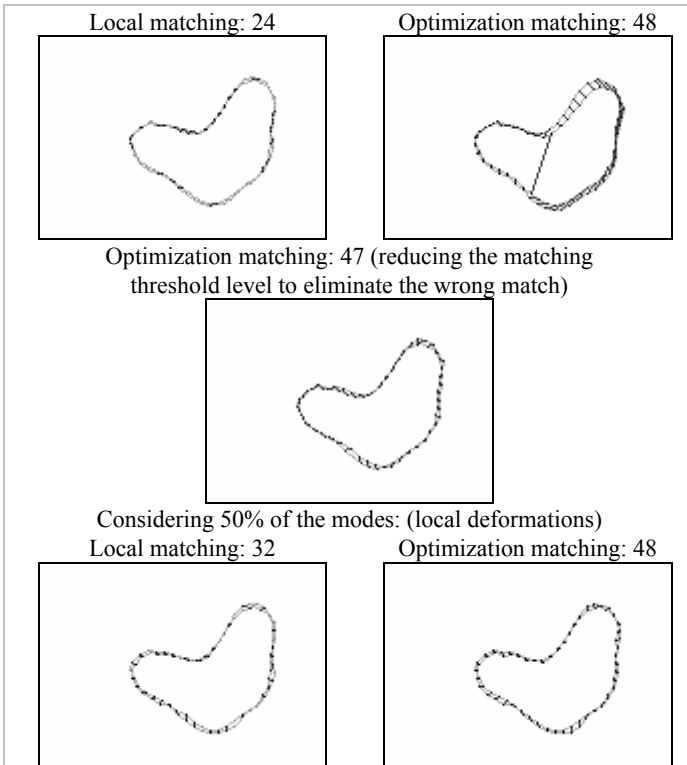 Local matching: 24
Optimization matching: 48
Optimization matching: 47 (reducing the matching
threshold level to eliminate the wrong match)
Considering 50% of the modes: (local deformations)
Local matching: 32
Optimization matching: 48